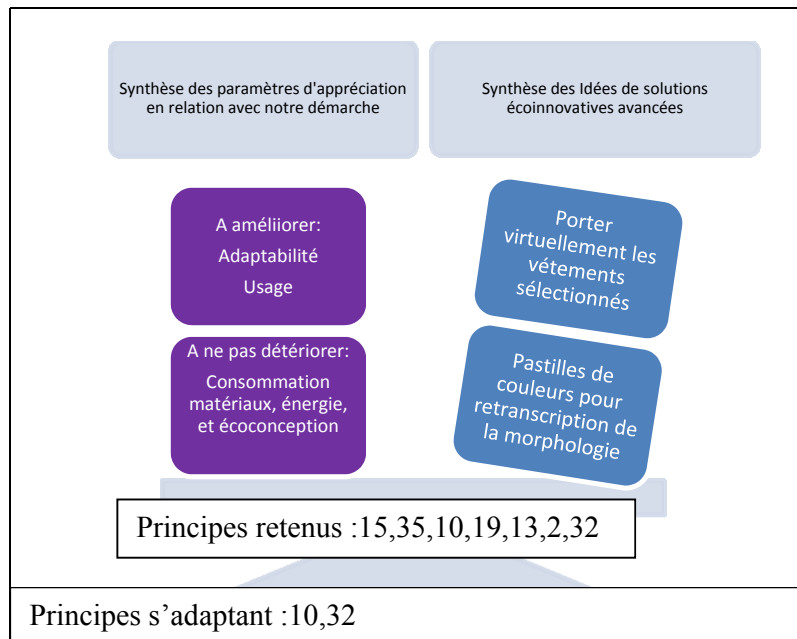 Synthèse des paramètres d'appréciation
en relation avec notre démarche
Synthèse des Idées de solutions
écoinnovatives avancées
A améliiorer:
Adaptabilité
Usage
A ne pas détériorer:
Consommation
matériaux, énergie,
et écoconception
Porter
virtuellement les
vétements
sélectionnés
Pastilles de
couleurs pour
retranscription de
la morphologie
Principes retenus :15,35,10,19,13,2,32
Principes s’adaptant :10,32